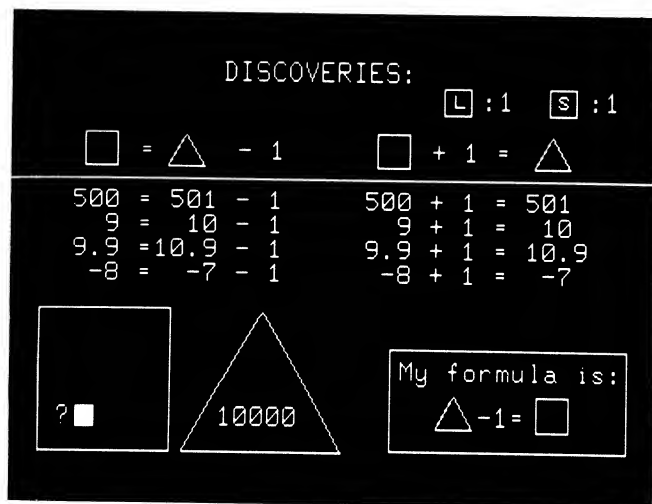 DISCOVERIES:
L :1 S :1
□ = △ - 1 □ + 1 = △
500 = 501 - 1 500 + 1 = 501
9 = 10 - 1 9 + 1 = 10
9.9 =10.9 - 1 9.9 + 1 = 10.9
-8 = -7 - 1 -8 + 1 = -7
My formula is:
△-1= □
?■ 10000